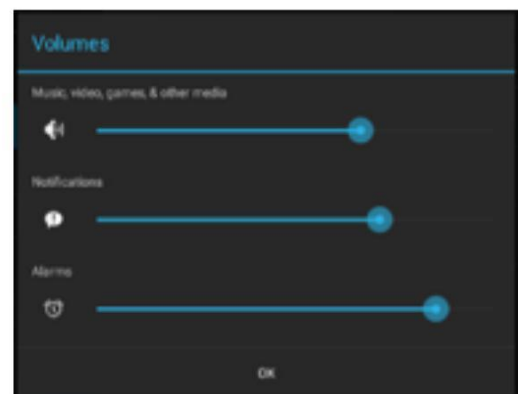 Volumes
Music, video, games, & other media
Notifications
Alarms
OK